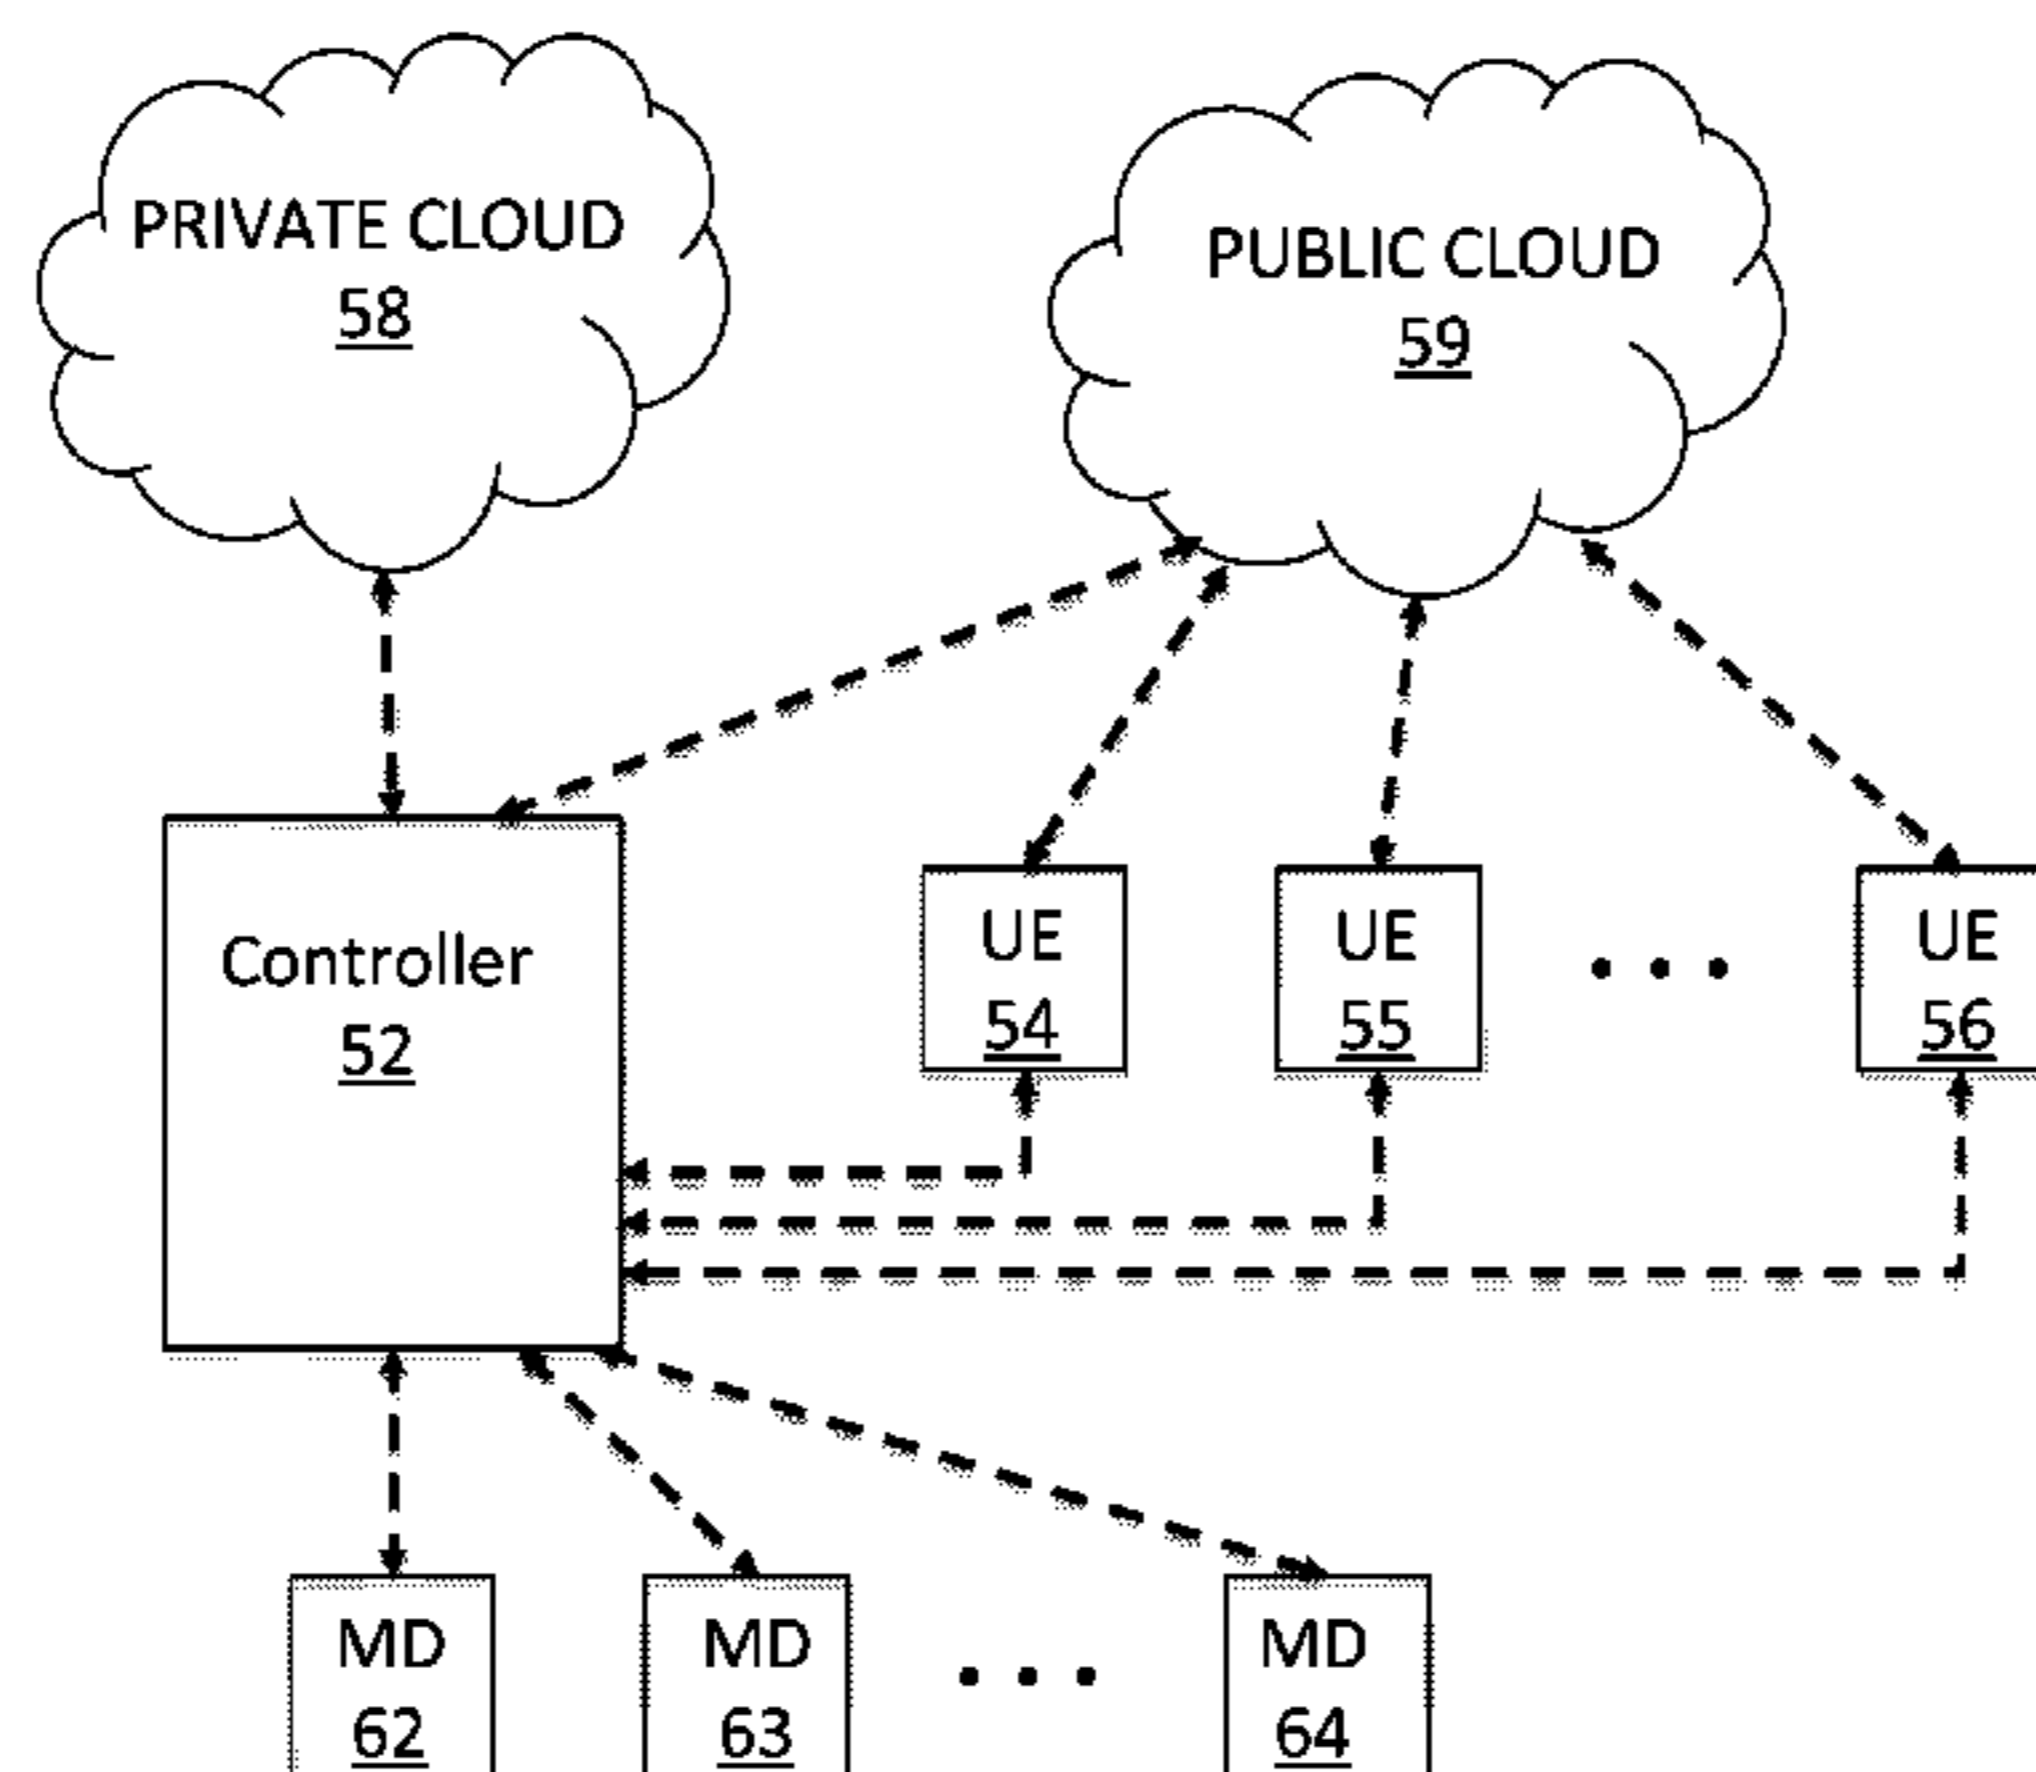 PRIVATE CLOUD
58
PUBLIC CLOUD
59
Controller
52
UE
54
UE
55
• • •
UE
56
MD
62
MD
63
• • •
MD
64